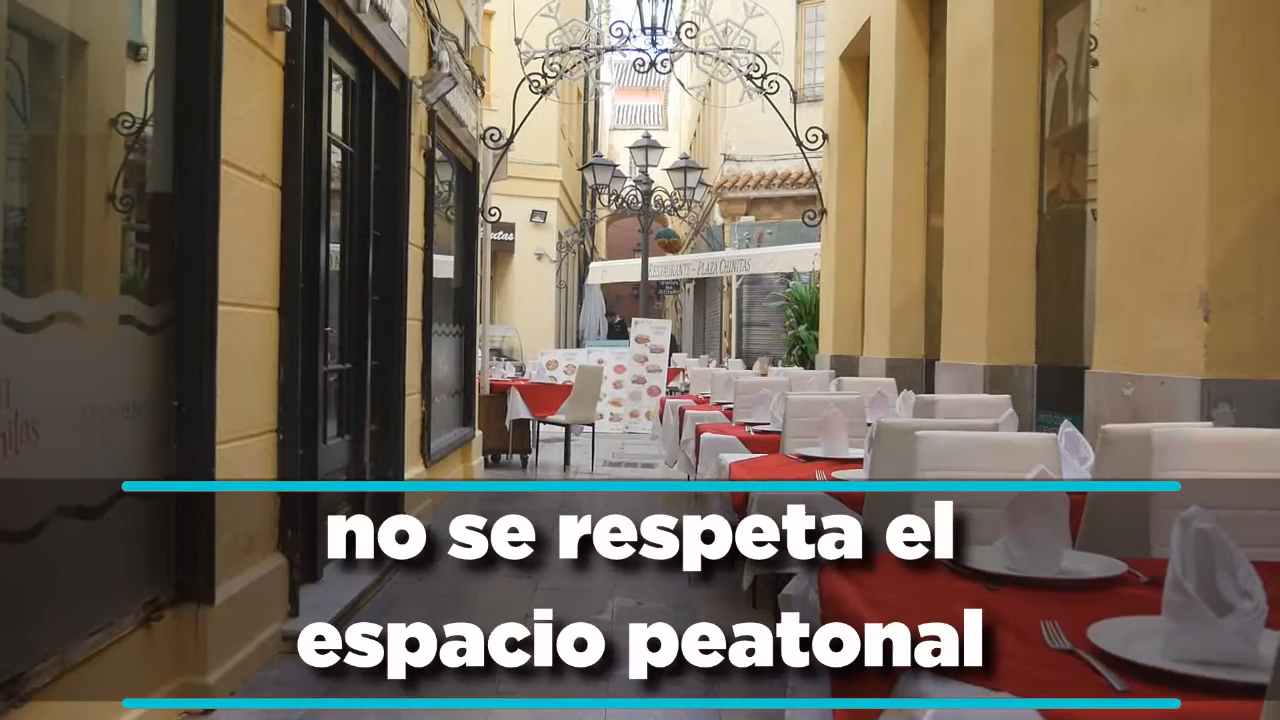 RESTAURANTE - PLAZA CHINITAS
no se respeta el
espacio peatonal